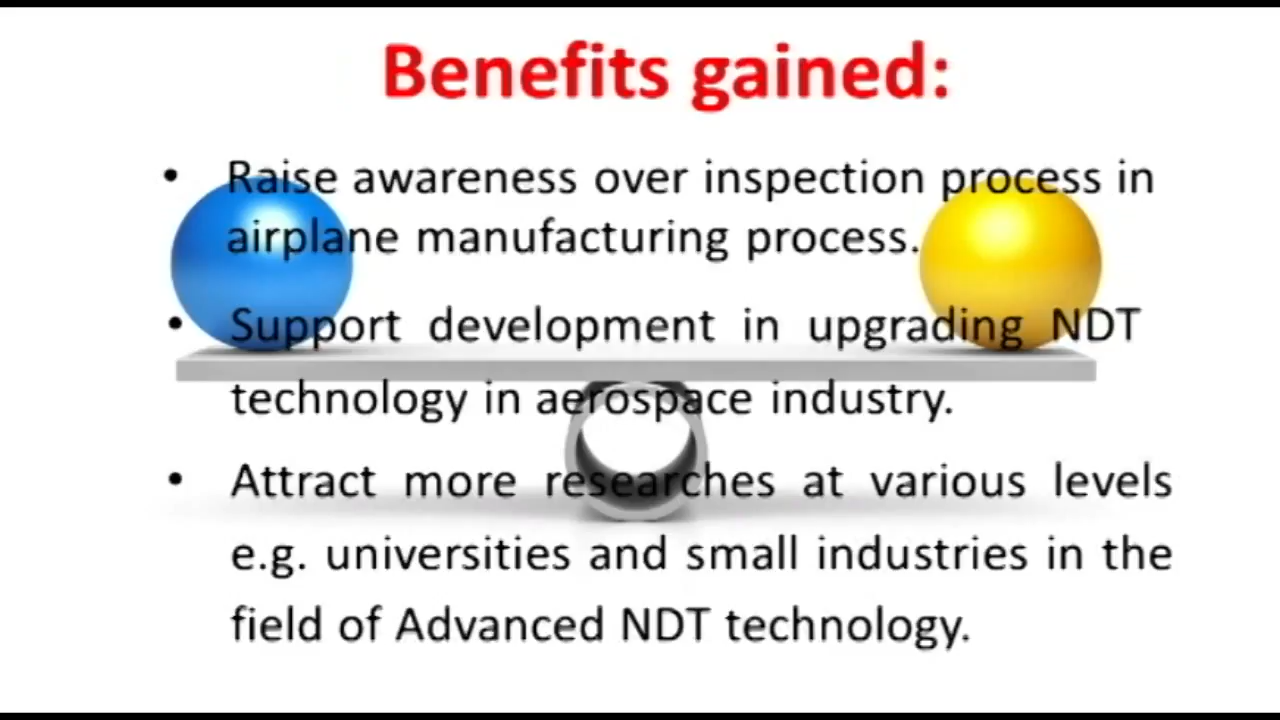 Benefits gained:
• Raise awareness over inspection process in
airplane manufacturing process.
• Support development in upgrading NDT
technology in aerospace industry.
• Attract more researches at various levels
e.g. universities and small industries in the
field of Advanced NDT technology.